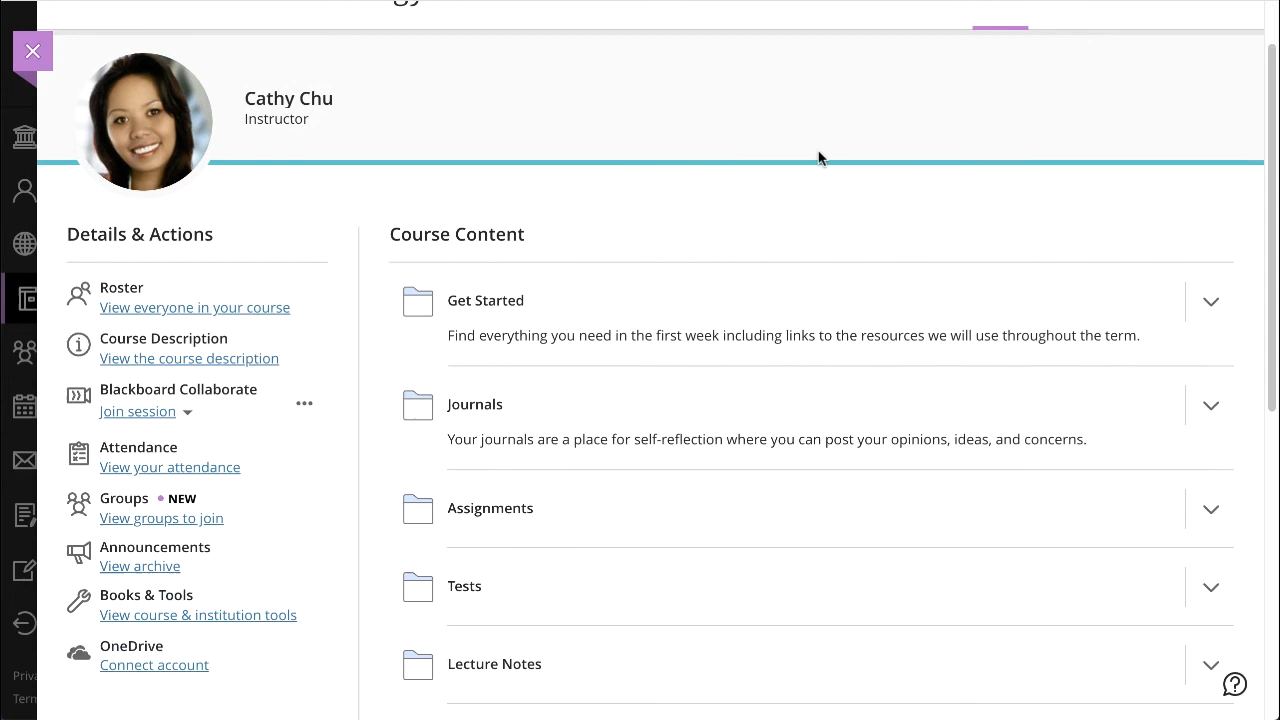 Cathy Chu
Instructor
Details & Actions
Roster
View everyone in your course
Course Description
View the course description
Blackboard Collaborate
Join session
Attendance
View your attendance
Groups • NEW
View groups to join
Announcements
View archive
Books & Tools
View course & institution tools
OneDrive
Connect account
Course Content
Get Started
Find everything you need in the first week including links to the resources we will use throughout the term.
Journals
Your journals are a place for self-reflection where you can post your opinions, ideas, and concerns.
Assignments
Tests
Lecture Notes